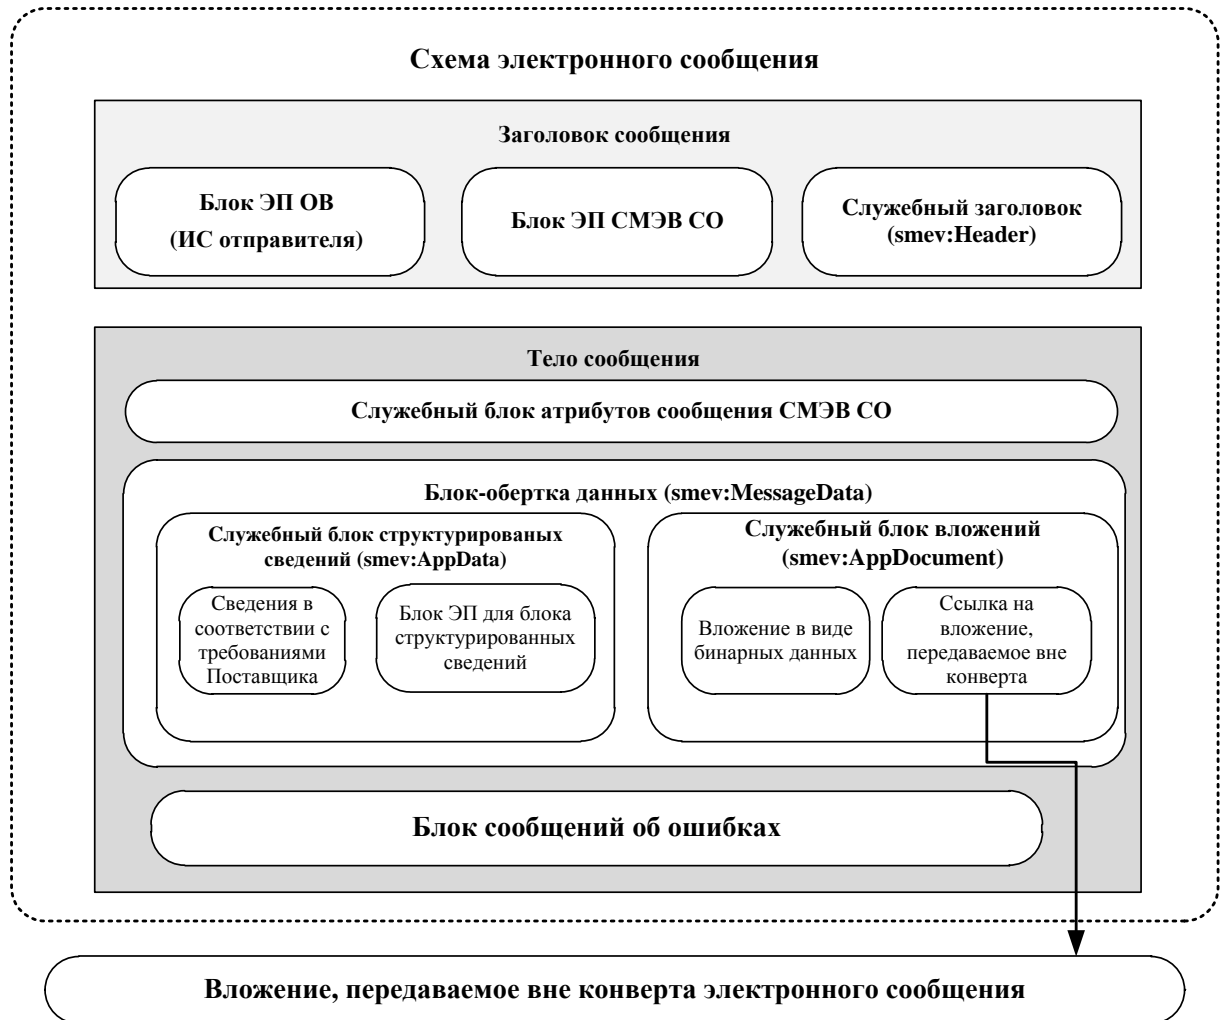 Схема электронного сообщения
Заголовок сообщения
Блок ЭП ОВ
(ИС отправителя)
Блок ЭП СМЭВ СО
Служебный заголовок
(smev:Header)
Тело сообщения
Служебный блок атрибутов сообщения СМЭВ СО
Блок-обертка данных (smev:MessageData)
Служебный блок структурированых
сведений (smev:AppData)
Сведения в
соответствии с
требованиями
Поставщика
Блок ЭП для блока
структурированных
сведений
Служебный блок вложений
(smev:AppDocument)
Вложение в виде
бинарных данных
Ссылка на
вложение,
передаваемое вне
конверта
Блок сообщений об ошибках
Вложение, передаваемое вне конверта электронного сообщения